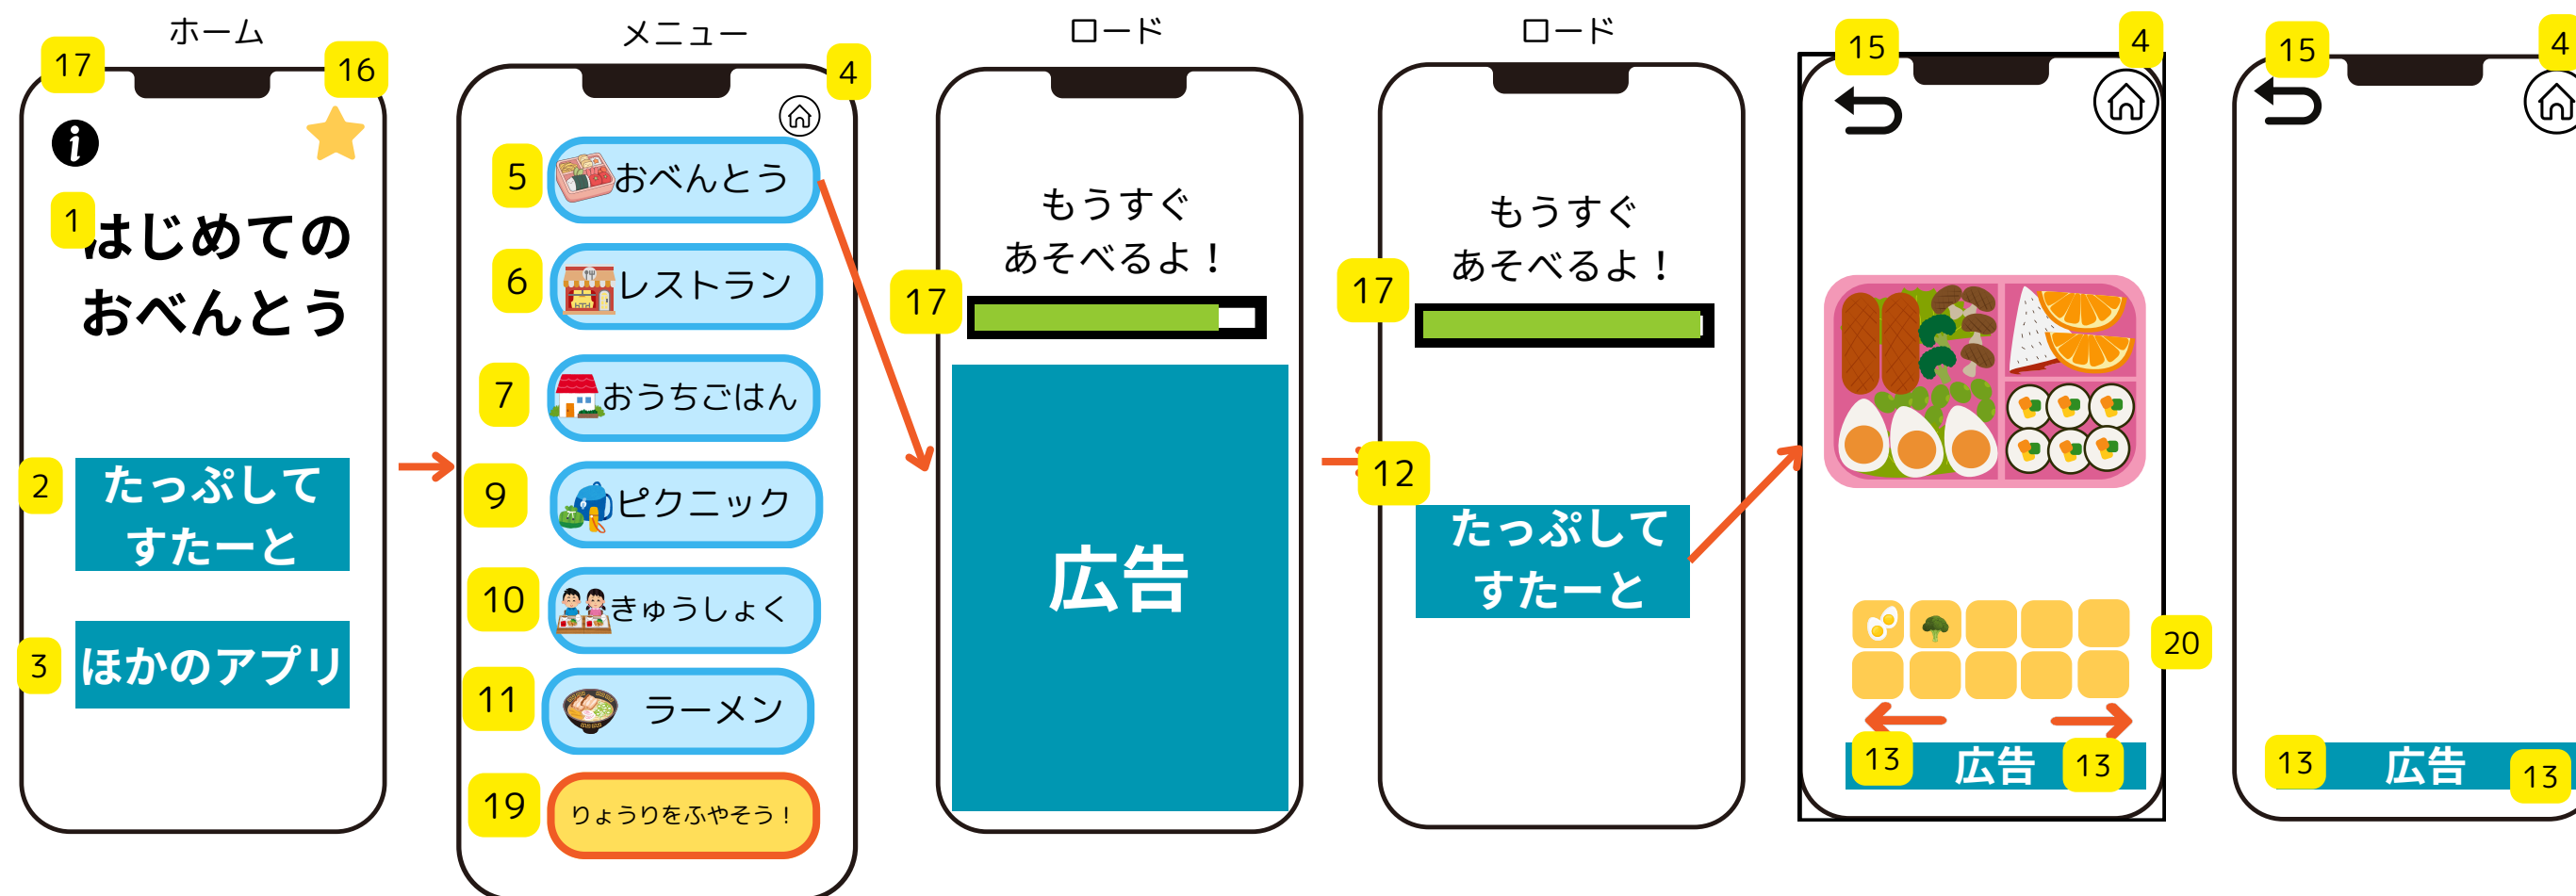 ホーム
17
16
i
1
はじめての
おべんとう
2
たっぷして
すたーと
3
ほかのアプリ
メニュー
4
5
おべんとう
6
レストラン
7
おうちごはん
9
ピクニック
10
きゅうしょく
11
ラーメン
19
りょうりをふやそう！
ロード
もうすぐ
あそべるよ！
17
広告
ロード
もうすぐ
あそべるよ！
17
12
たっぷして
すたーと
15
4
20
13
広告
13
15
4
13
広告
13